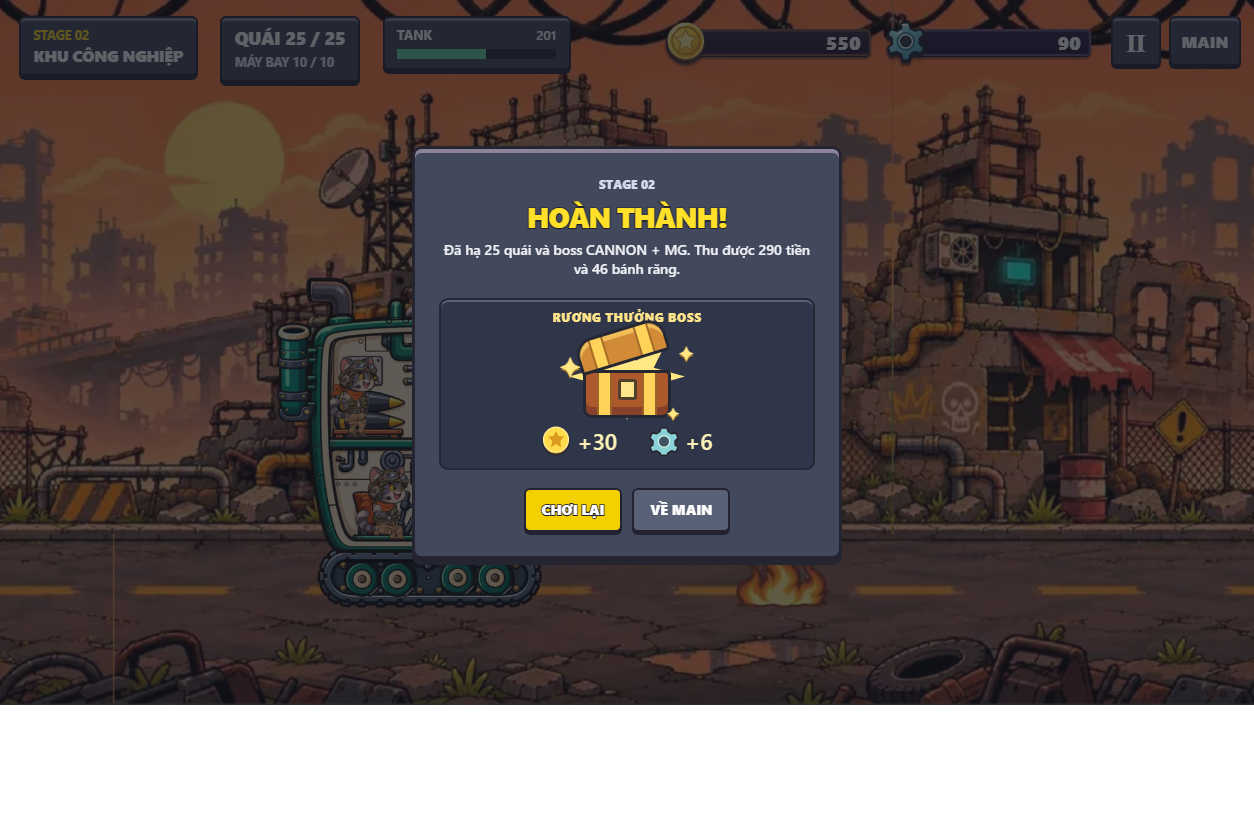 STAGE 02
KHU CÔNG NGHIỆP
QUÁI 25 / 25
MÁY BAY 10 / 10
TANK 201
550
90
II
MAIN
STAGE 02
HOÀN THÀNH!
Đã hạ 25 quái và boss CANNON + MG. Thu được 290 tiền
và 46 bánh răng.
RƯƠNG THƯỞNG BOSS
+30 +6
CHƠI LẠI
VỀ MAIN